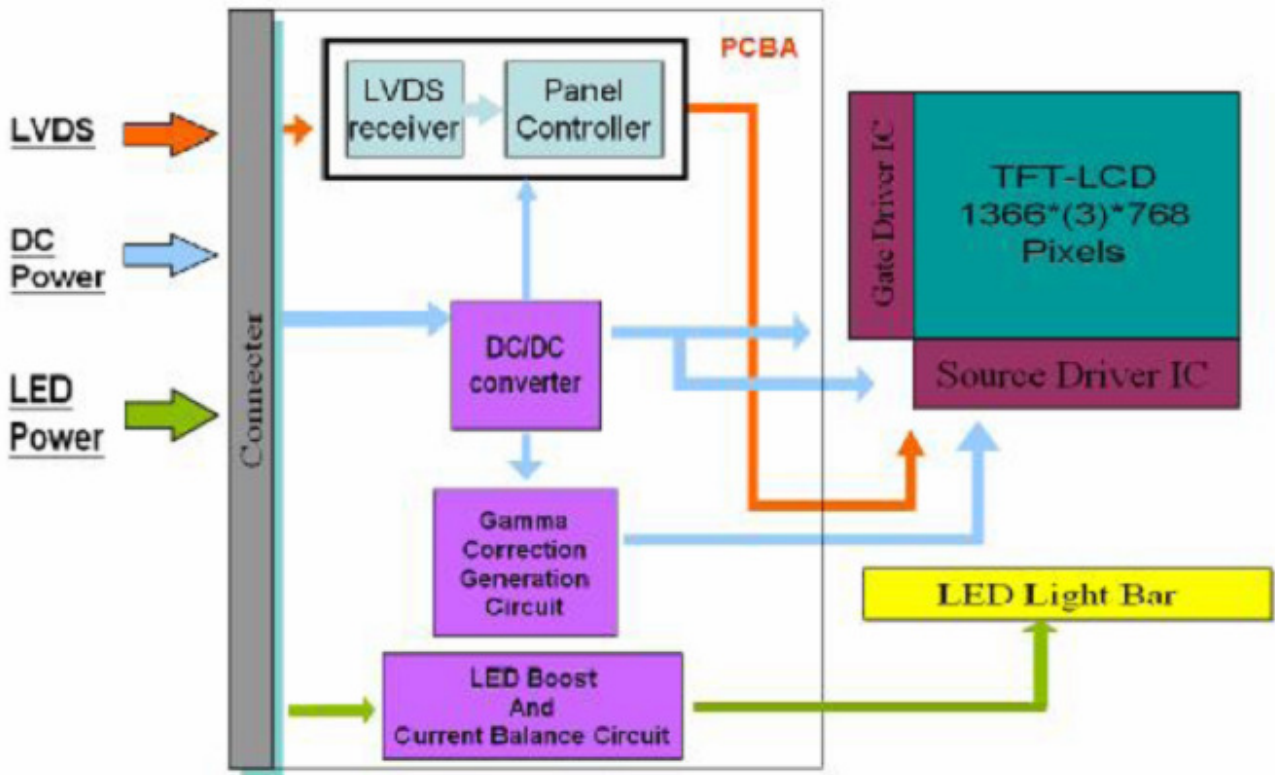 PCBA
LVDS
receiver
Panel
Controller
LVDS
DC
Power
LED
Power
Connecter
DC/DC
converter
Gamma
Correction
Generation
Circuit
LED Boost
And
Current Balance Circuit
Gate Driver IC
TFT-LCD
1366*(3)*768
Pixels
Source Driver IC
LED Light Bar